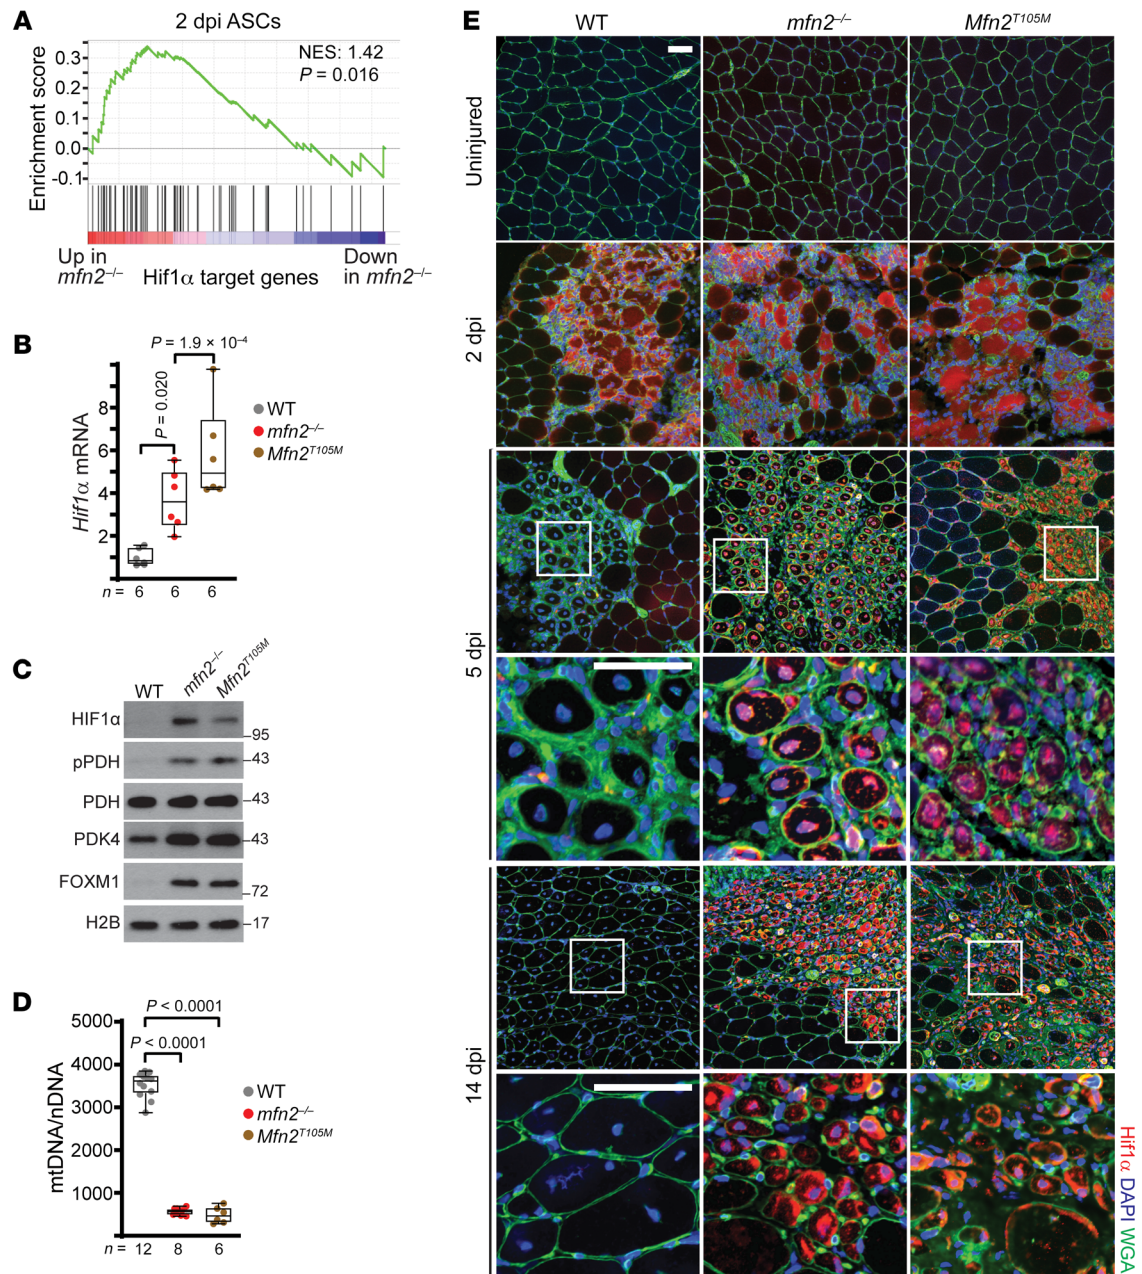 A
2 dpi ASCs
NES: 1.42
P = 0.016
Enrichment score
0.3
0.2
0.1
0.0
-0.1
Up in
mfn2–/–
Hif1α target genes
Down
in mfn2–/–
B
P = 1.9 × 10–4
P = 0.020
Hif1α mRNA
8
6
4
2
WT
mfn2–/–
Mfn2T105M
n = 6 6 6
C
WT mfn2–/– Mfn2T105M
HIF1α
–95
pPDH –43
PDH –43
PDK4 –43
FOXM1
–72
H2B –17
D
P < 0.0001
P < 0.0001
mtDNA/nDNA
5000
4000
3000
2000
1000
WT
mfn2–/–
Mfn2T105M
n = 12 8 6
E
WT mfn2–/– Mfn2T105M
Uninjured
2 dpi
5 dpi
14 dpi
Hif1α DAPI WGA